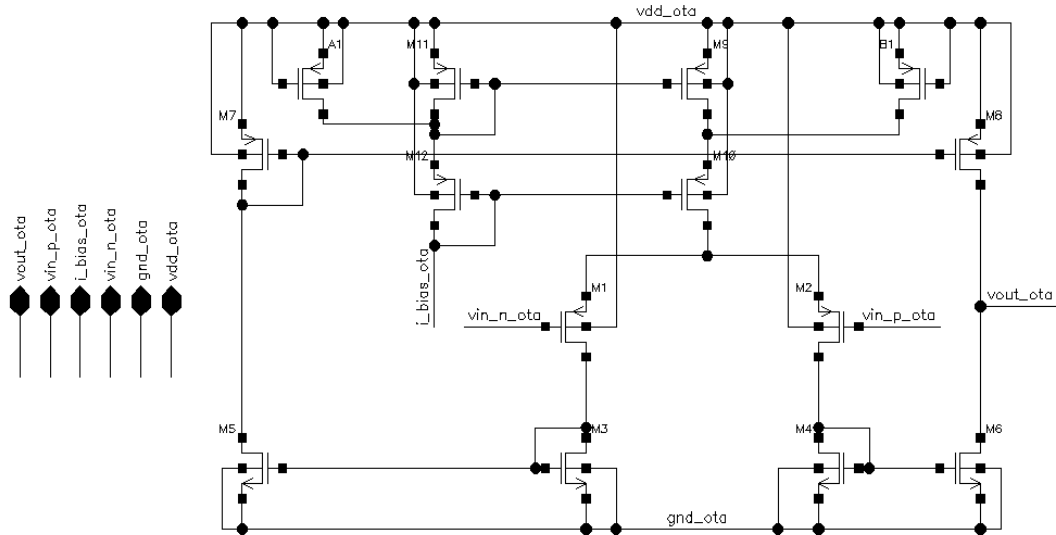 vdd_ota
A1
M11
M9
B1
M7
M8
M12
M10
vout_ota
vin_p_ota
i_bias_ota
vin_n_ota
gnd_ota
vdd_ota
i_bias_ota
M1
M2
vout_ota
vin_n_ota
vin_p_ota
M5
M3
M4
M6
gnd_ota